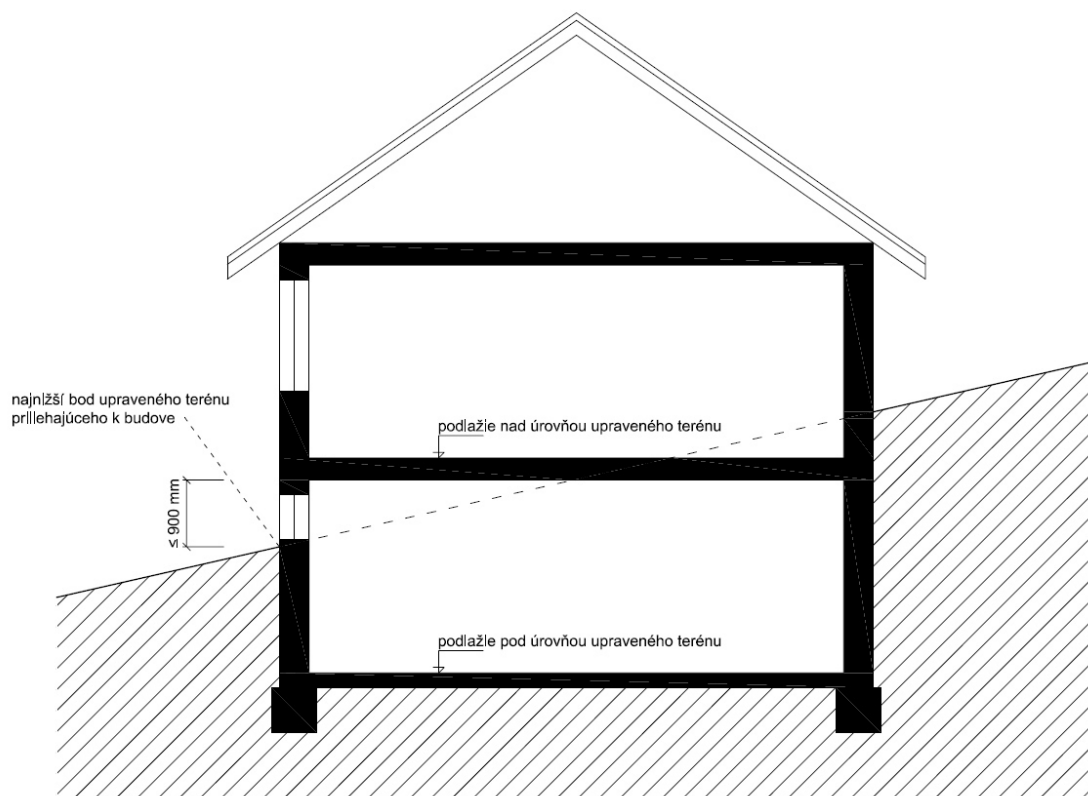 najnižší bod upraveného terénu
priliehajúceho k budove
podlažie nad úrovňou upraveného terénu
≤ 900 mm
podlažie pod úrovňou upraveného terénu